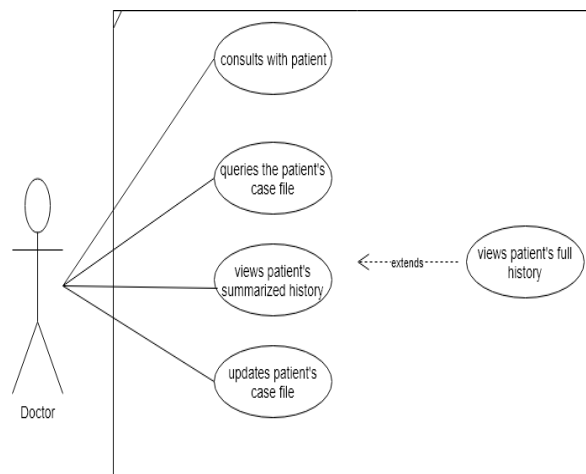 consults with patient
queries the patient's
case file
views patient's
summarized history
extends
views patient's full
history
updates patient's
case file
Doctor